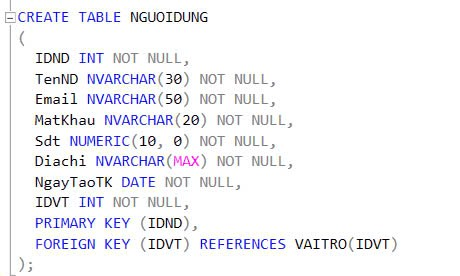 CREATE TABLE NGUOIDUNG
(
IDND INT NOT NULL,
TenND NVARCHAR(30) NOT NULL,
Email NVARCHAR(50) NOT NULL,
MatKhau NVARCHAR(20) NOT NULL,
Sdt NUMERIC(10, 0) NOT NULL,
Diachi NVARCHAR(MAX) NOT NULL,
NgayTaoTK DATE NOT NULL,
IDVT INT NOT NULL,
PRIMARY KEY (IDND),
FOREIGN KEY (IDVT) REFERENCES VAITRO(IDVT)
);